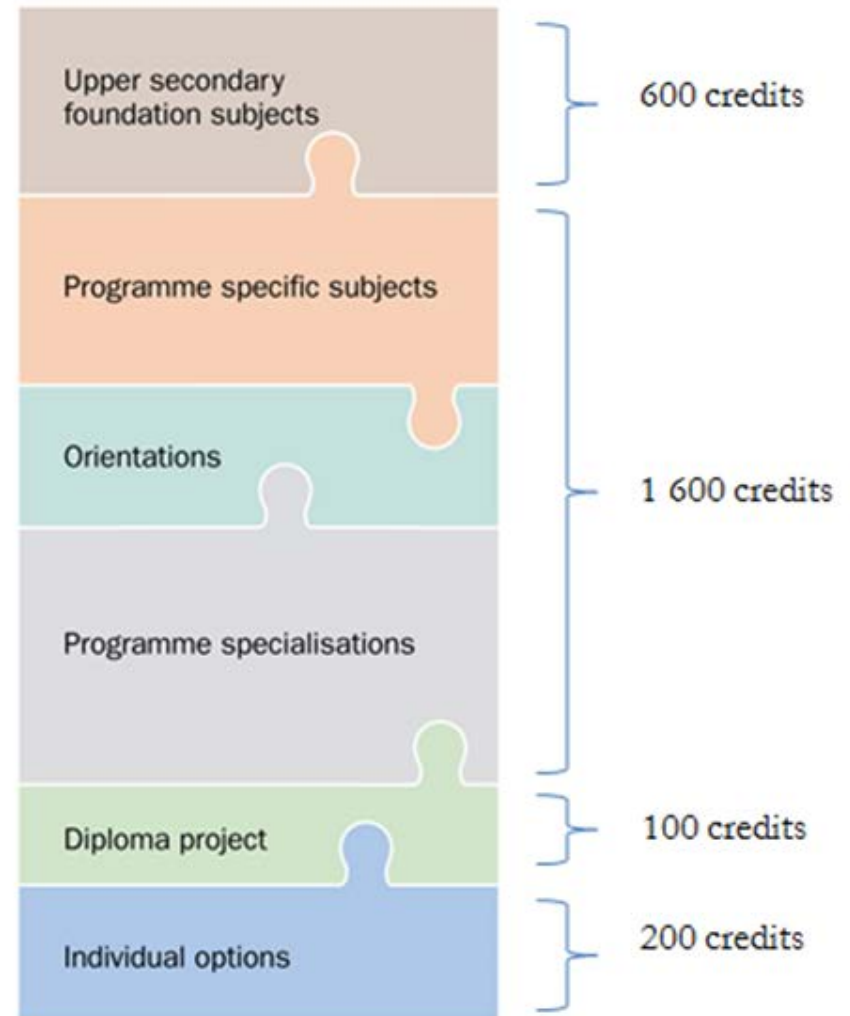 Upper secondary
foundation subjects
600 credits
Programme specific subjects
Orientations
Programme specialisations
1 600 credits
Diploma project
100 credits
Individual options
200 credits